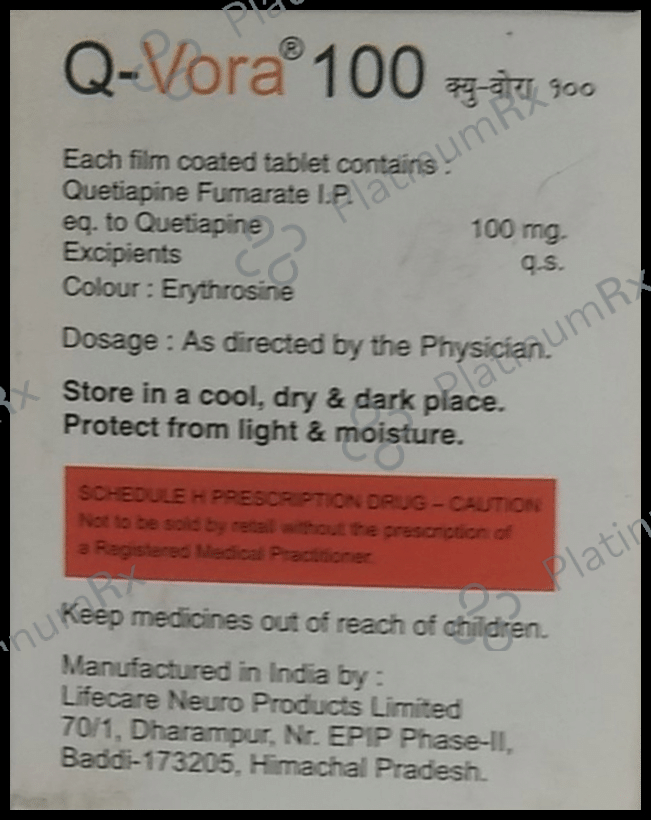 Q-Vora® 100 क्यु-वोरा १००
Each film coated tablet contains :
Quetiapine Fumarate I.P.
eq. to Quetiapine 100 mg.
Excipients q.s.
Colour : Erythrosine
Dosage : As directed by the Physician.
Store in a cool, dry & dark place.
Protect from light & moisture.
SCHEDULE H PRESCRIPTION DRUG – CAUTION
Not to be sold by retail without the prescription of
a Registered Medical Practitioner.
Keep medicines out of reach of children.
Manufactured in India by :
Lifecare Neuro Products Limited
70/1, Dharampur, Nr. EPIP Phase-II,
Baddi-173205, Himachal Pradesh.
PlatinumRx
PlatinumRx